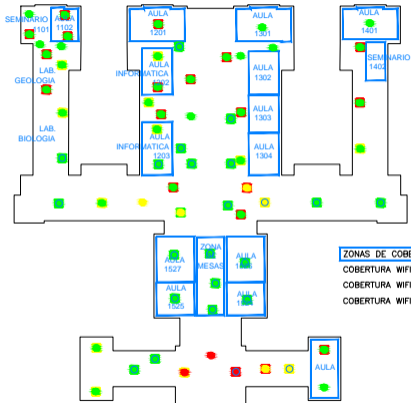 SEMINARIO
1101
AULA
1102
AULA
1201
AULA
1301
AULA
1401
SEMINARIO
1402
LAB.
GEOLOGIA
AULA
INFORMATICA
1202
AULA
1302
AULA
1303
LAB.
BIOLOGIA
AULA
INFORMATICA
1203
AULA
1304
ZONA
MESAS
AULA
1527
AULA
AULA
1525
AULA
ZONAS DE COBE
COBERTURA WIFI
COBERTURA WIFI
COBERTURA WIFI
AULA